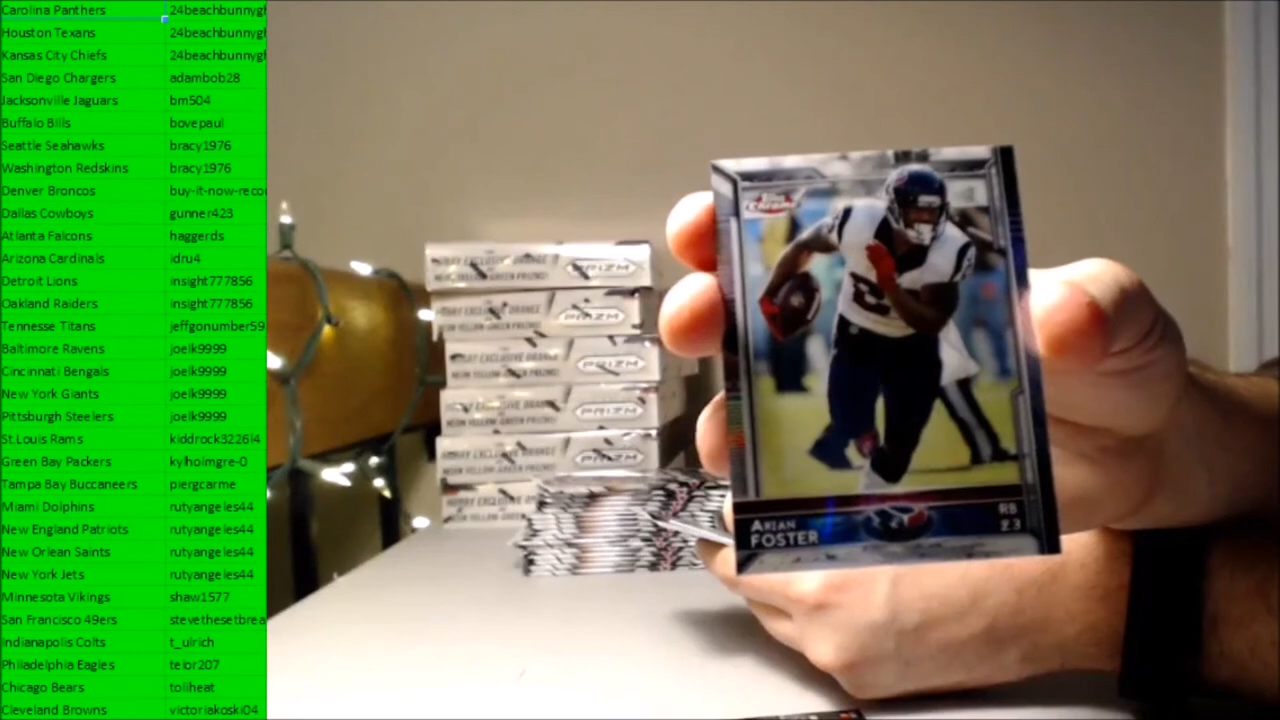 Carolina Panthers 24beachbunnygh
Houston Texans 24beachbunnygh
Kansas City Chiefs 24beachbunnygh
San Diego Chargers adambob28
Jacksonville Jaguars bm504
Buffalo Bills bovepaul
Seattle Seahawks bracy1976
Washington Redskins bracy1976
Denver Broncos buy-it-now-reco
Dallas Cowboys gunner423
Atlanta Falcons haggerds
Arizona Cardinals idru4
Detroit Lions insight777856
Oakland Raiders insight777856
Tennesse Titans jeffgonumber59
Baltimore Ravens joelk9999
Cincinnati Bengals joelk9999
New York Giants joelk9999
Pittsburgh Steelers joelk9999
St.Louis Rams kiddrock322614
Green Bay Packers kylholmgre-0
Tampa Bay Buccaneers piergcarme
Miami Dolphins rutyangeles44
New England Patriots rutyangeles44
New Orlean Saints rutyangeles44
New York Jets rutyangeles44
Minnesota Vikings shaw1577
San Francisco 49ers stevethesetbrea
Indianapolis Colts t_ulrich
Philadelphia Eagles telor207
Chicago Bears toliheat
Cleveland Browns victoriakoski04
PRIZM
PRIZM
PRIZM
PRIZM
PRIZM
Topps
Chrome
ARIAN
FOSTER
RB
23